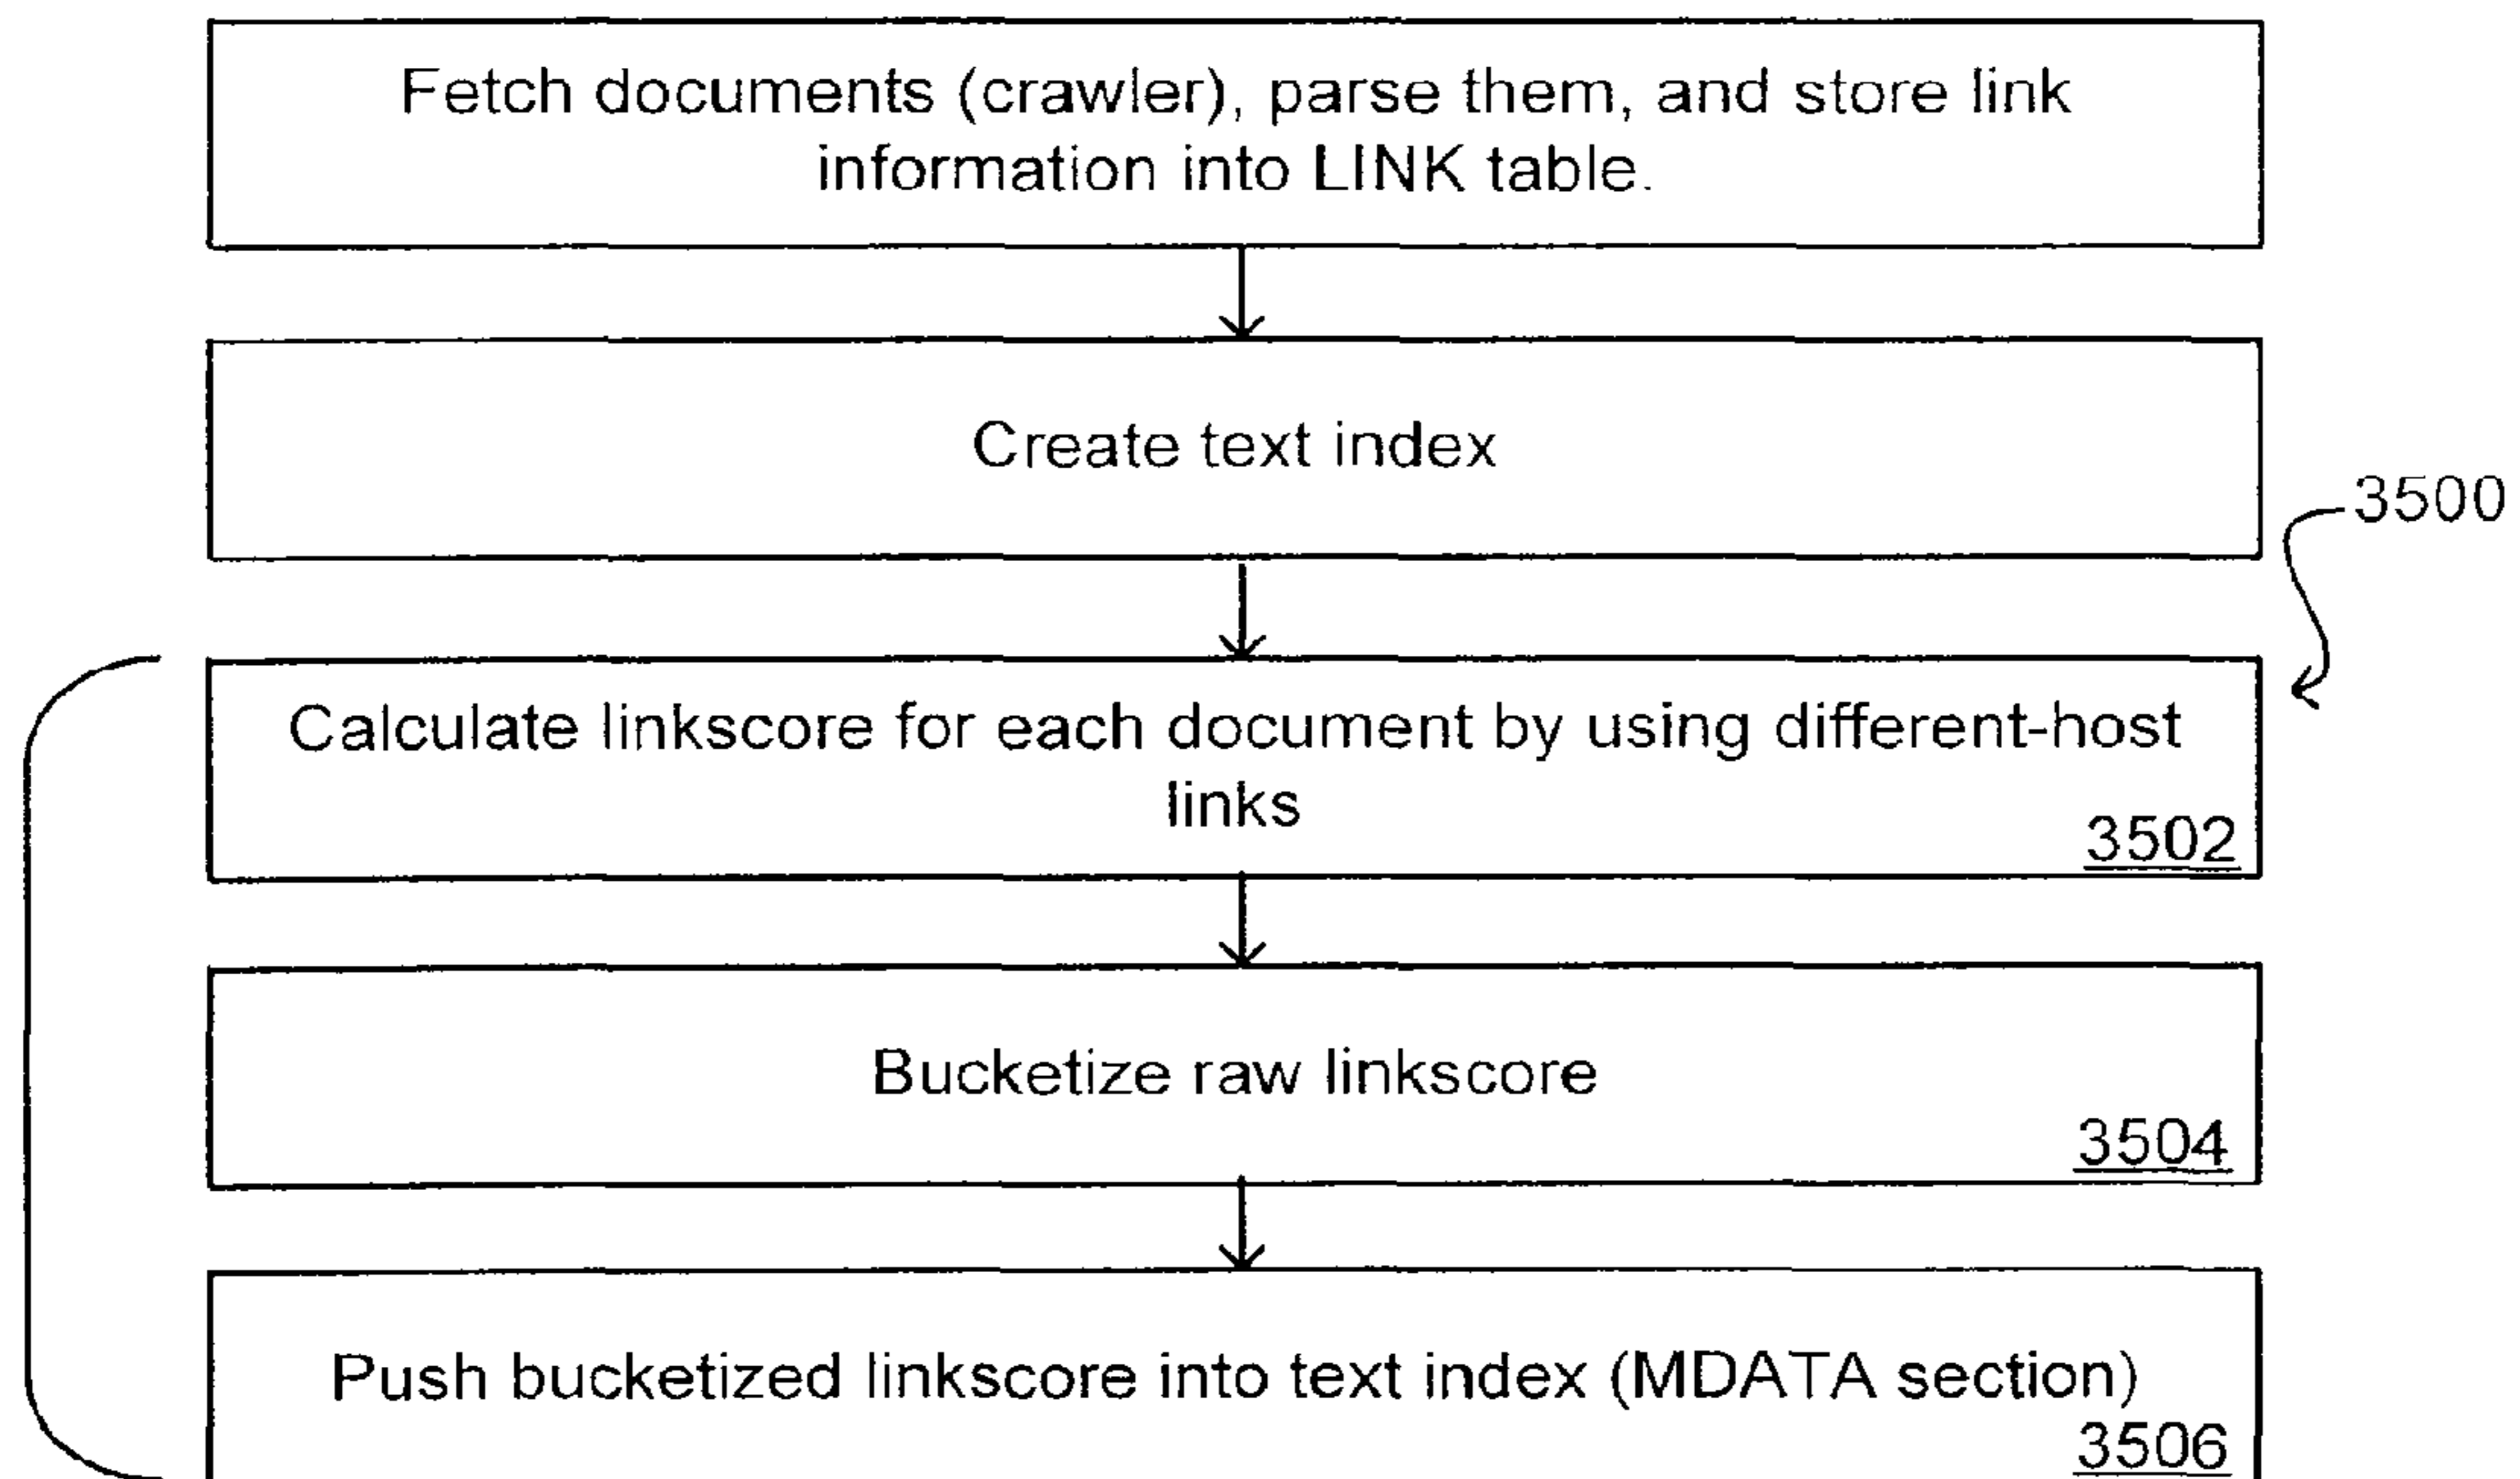 Fetch documents (crawler), parse them, and store link
information into LINK table.
Create text index
3500
Calculate linkscore for each document by using different-host
links
3502
Bucketize raw linkscore
3504
Push bucketized linkscore into text index (MDATA section)
3506